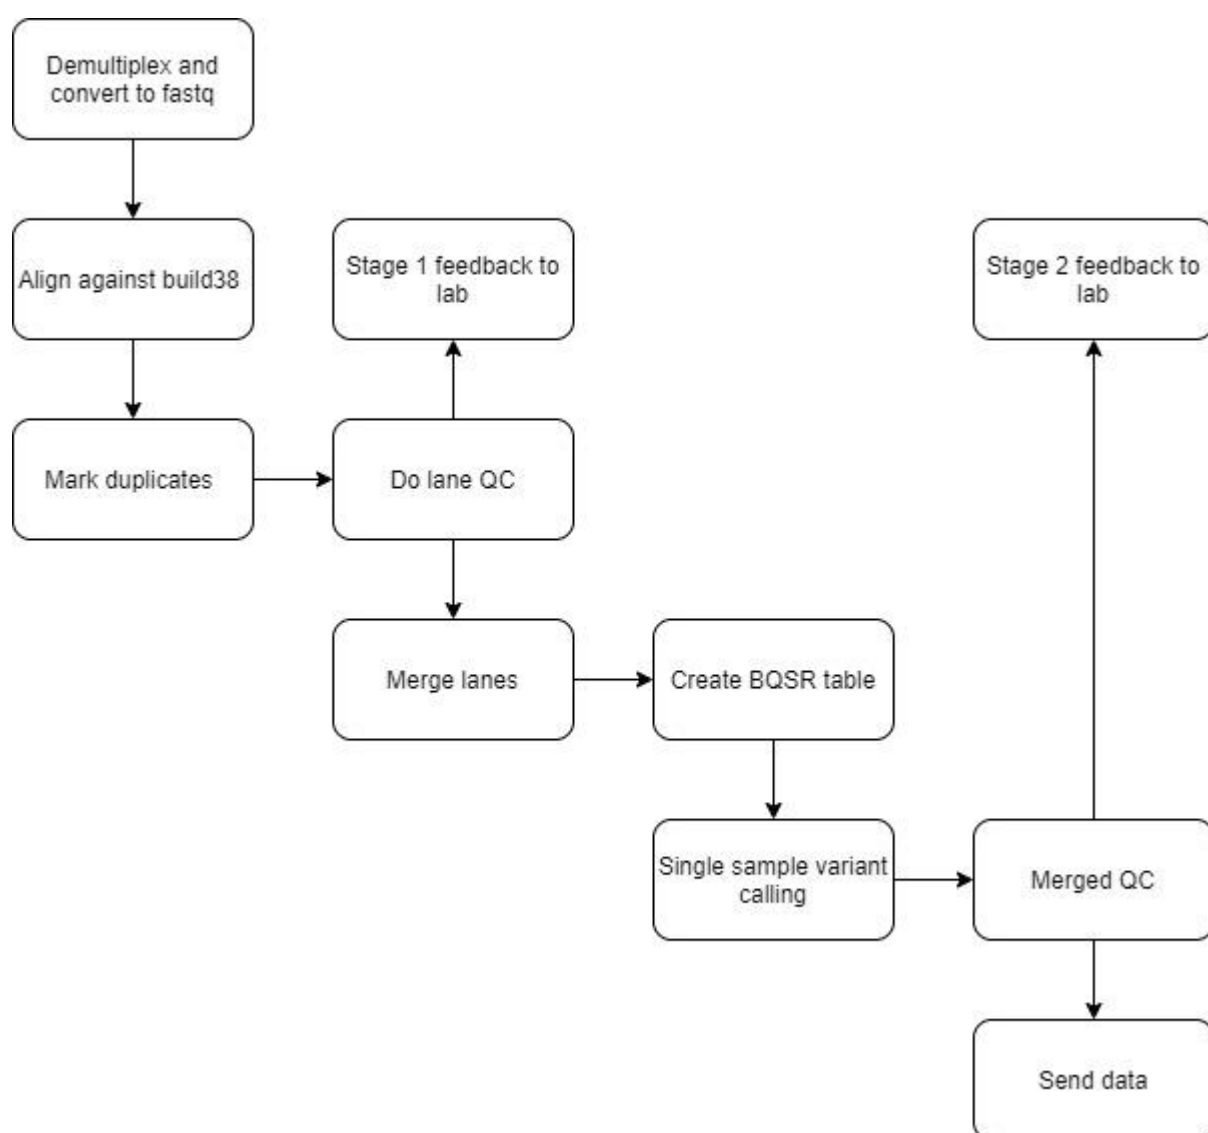 Demultiplex and
convert to fastq
Align against build38
Stage 1 feedback to
lab
Stage 2 feedback to
lab
Mark duplicates
Do lane QC
Merge lanes
Create BQSR table
Single sample variant
calling
Merged QC
Send data